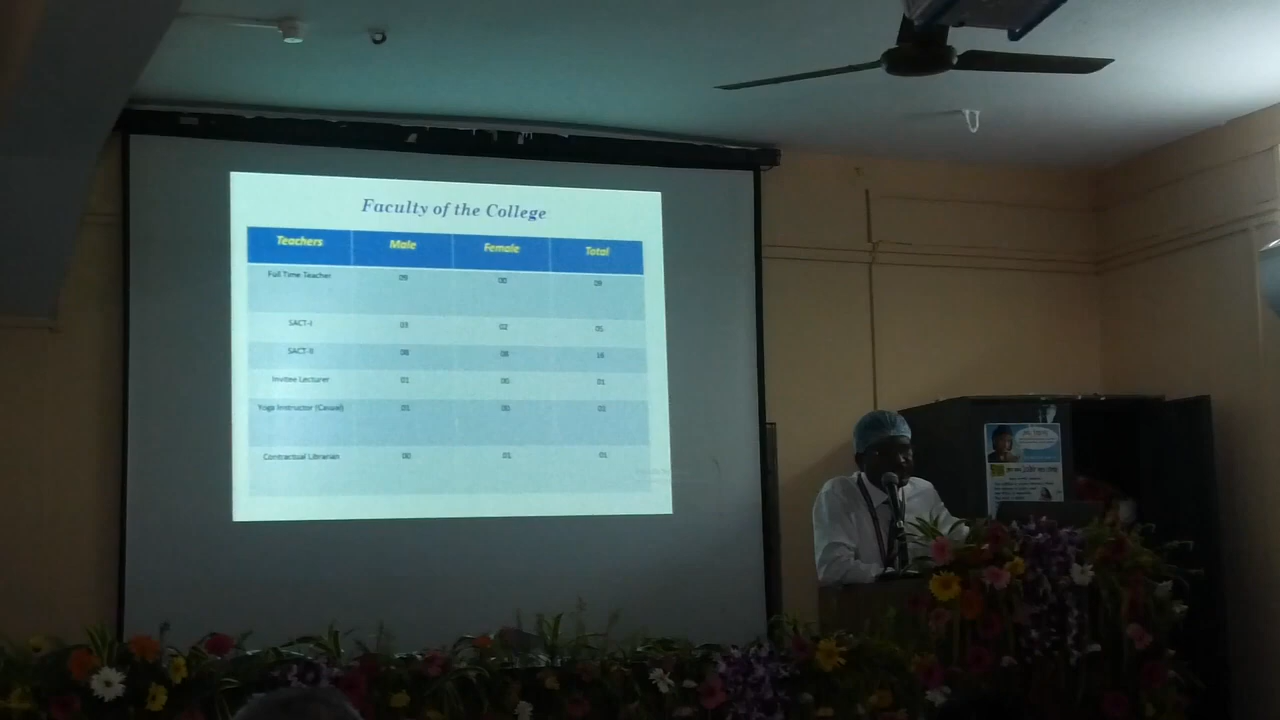 Faculty of the College
Teachers Male Female Total
Full Time Teacher 09 00 09
SACT-I 03 02 05
SACT-II 08 08 16
Invitee Lecturer 01 00 01
Yoga Instructor (Casual) 01 00 01
Contractual Librarian 00 01 01